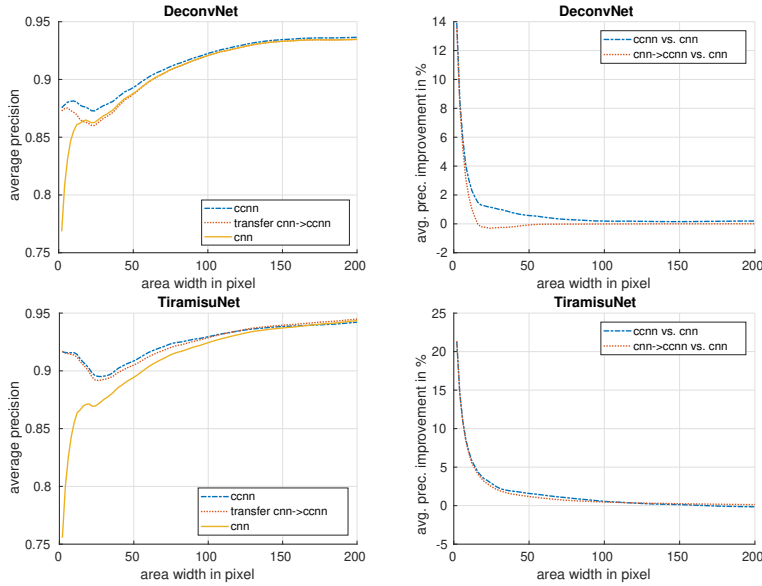 DeconvNet
0.95
0.9
0.85
0.8
0.75
average precision
ccnn
transfer cnn->ccnn
cnn
0 50 100 150 200
area width in pixel
DeconvNet
14
12
10
8
6
4
2
0
-2
avg. prec. improvement in %
ccnn vs. cnn
cnn->ccnn vs. cnn
0 50 100 150 200
area width in pixel
TiramisuNet
0.95
0.9
0.85
0.8
0.75
average precision
ccnn
transfer cnn->ccnn
cnn
0 50 100 150 200
area width in pixel
TiramisuNet
25
20
15
10
5
0
-5
avg. prec. improvement in %
ccnn vs. cnn
cnn->ccnn vs. cnn
0 50 100 150 200
area width in pixel